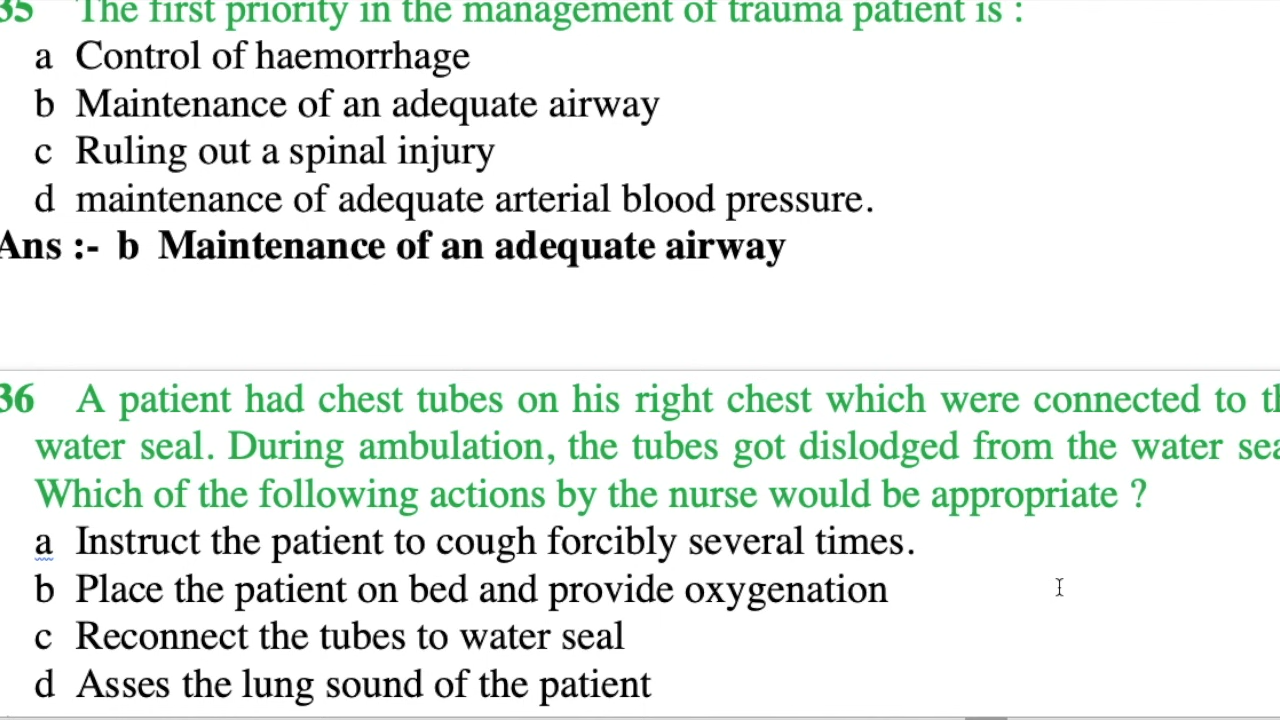 35 The first priority in the management of trauma patient is :
a Control of haemorrhage
b Maintenance of an adequate airway
c Ruling out a spinal injury
d maintenance of adequate arterial blood pressure.
Ans :- b Maintenance of an adequate airway
36 A patient had chest tubes on his right chest which were connected to
water seal. During ambulation, the tubes got dislodged from the water
Which of the following actions by the nurse would be appropriate ?
a Instruct the patient to cough forcibly several times.
b Place the patient on bed and provide oxygenation
c Reconnect the tubes to water seal
d Asses the lung sound of the patient